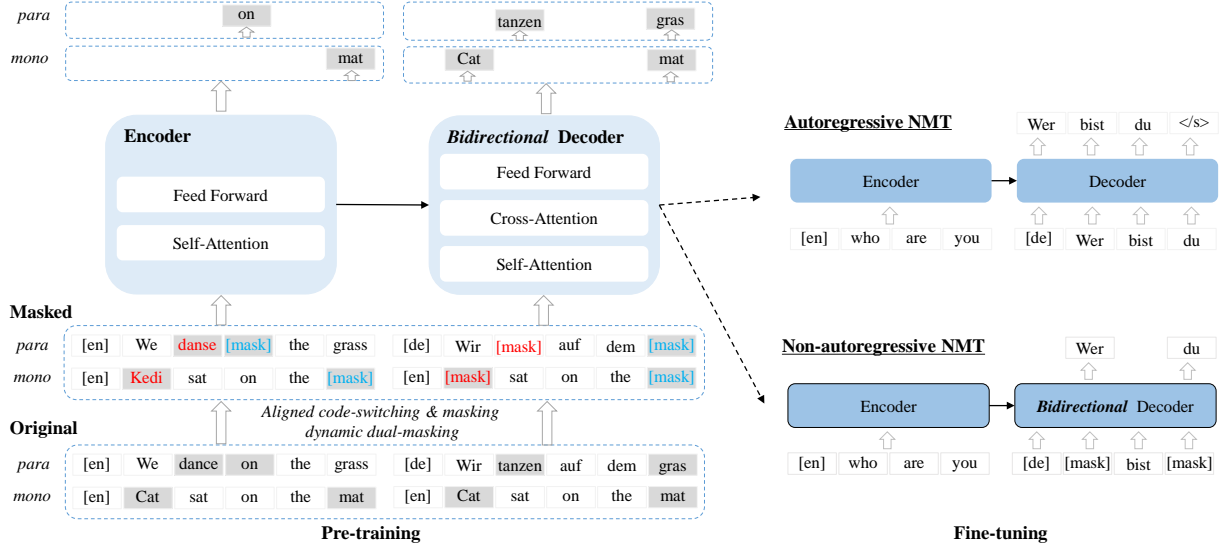 para on tanzen gras
mono mat Cat mat
Encoder
Feed Forward
Self-Attention
Bidirectional Decoder
Feed Forward
Cross-Attention
Self-Attention
Masked
para [en] We danse [mask] the grass [de] Wir [mask] auf dem [mask]
mono [en] Kedi sat on the [mask] [en] [mask] sat on the [mask]
Aligned code-switching & masking
dynamic dual-masking
Original
para [en] We dance on the grass [de] Wir tanzen auf dem gras
mono [en] Cat sat on the mat [en] Cat sat on the mat
Pre-training
Autoregressive NMT
Wer bist du </s>
Encoder Decoder
[en] who are you [de] Wer bist du
Non-autoregressive NMT
Wer du
Encoder Bidirectional Decoder
[en] who are you [de] [mask] bist [mask]
Fine-tuning